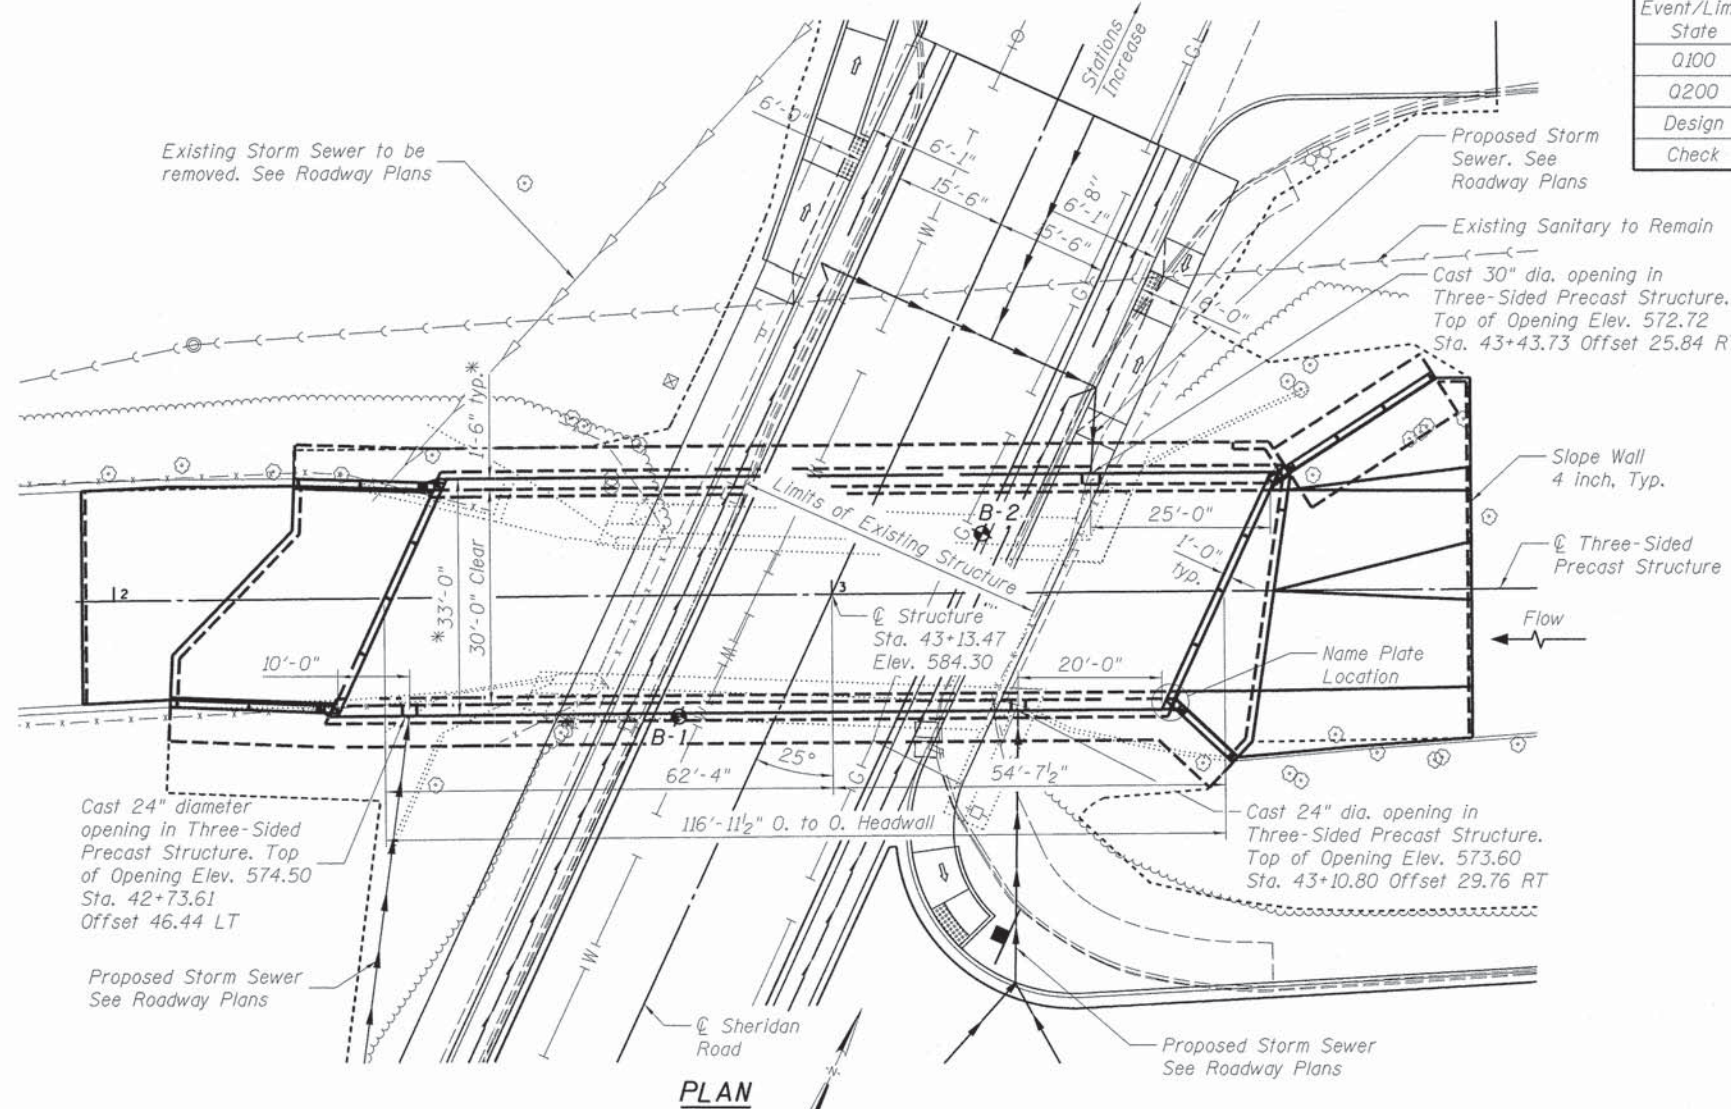 Event/Lim
State
Q100
Q200
Design
Check
Stations
Increase
Existing Storm Sewer to be
removed. See Roadway Plans
6'-0"
6'-1"
15'-6"
8"
6'-1"
15'-6"
6'-0"
Proposed Storm
Sewer. See
Roadway Plans
Existing Sanitary to Remain
Cast 30" dia. opening in
Three-Sided Precast Structure.
Top of Opening Elev. 572.72
Sta. 43+43.73 Offset 25.84 R
1'-6" typ.*
Slope Wall
4 inch, Typ.
Limits of Existing Structure
B-2
25'-0"
1'-0"
typ.
℄ Three-Sided
Precast Structure
2
3
*33'-0"
30'-0" Clear
℄ Structure
Sta. 43+13.47
Elev. 584.30
Flow
10'-0"
20'-0"
Name Plate
Location
B-1
25°
62'-4"
54'-7½"
116'-11½" O. to O. Headwall
Cast 24" diameter
opening in Three-Sided
Precast Structure. Top
of Opening Elev. 574.50
Sta. 42+73.61
Offset 46.44 LT
Cast 24" dia. opening in
Three-Sided Precast Structure.
Top of Opening Elev. 573.60
Sta. 43+10.80 Offset 29.76 RT
Proposed Storm Sewer
See Roadway Plans
℄ Sheridan
Road
Proposed Storm Sewer
See Roadway Plans
PLAN
N